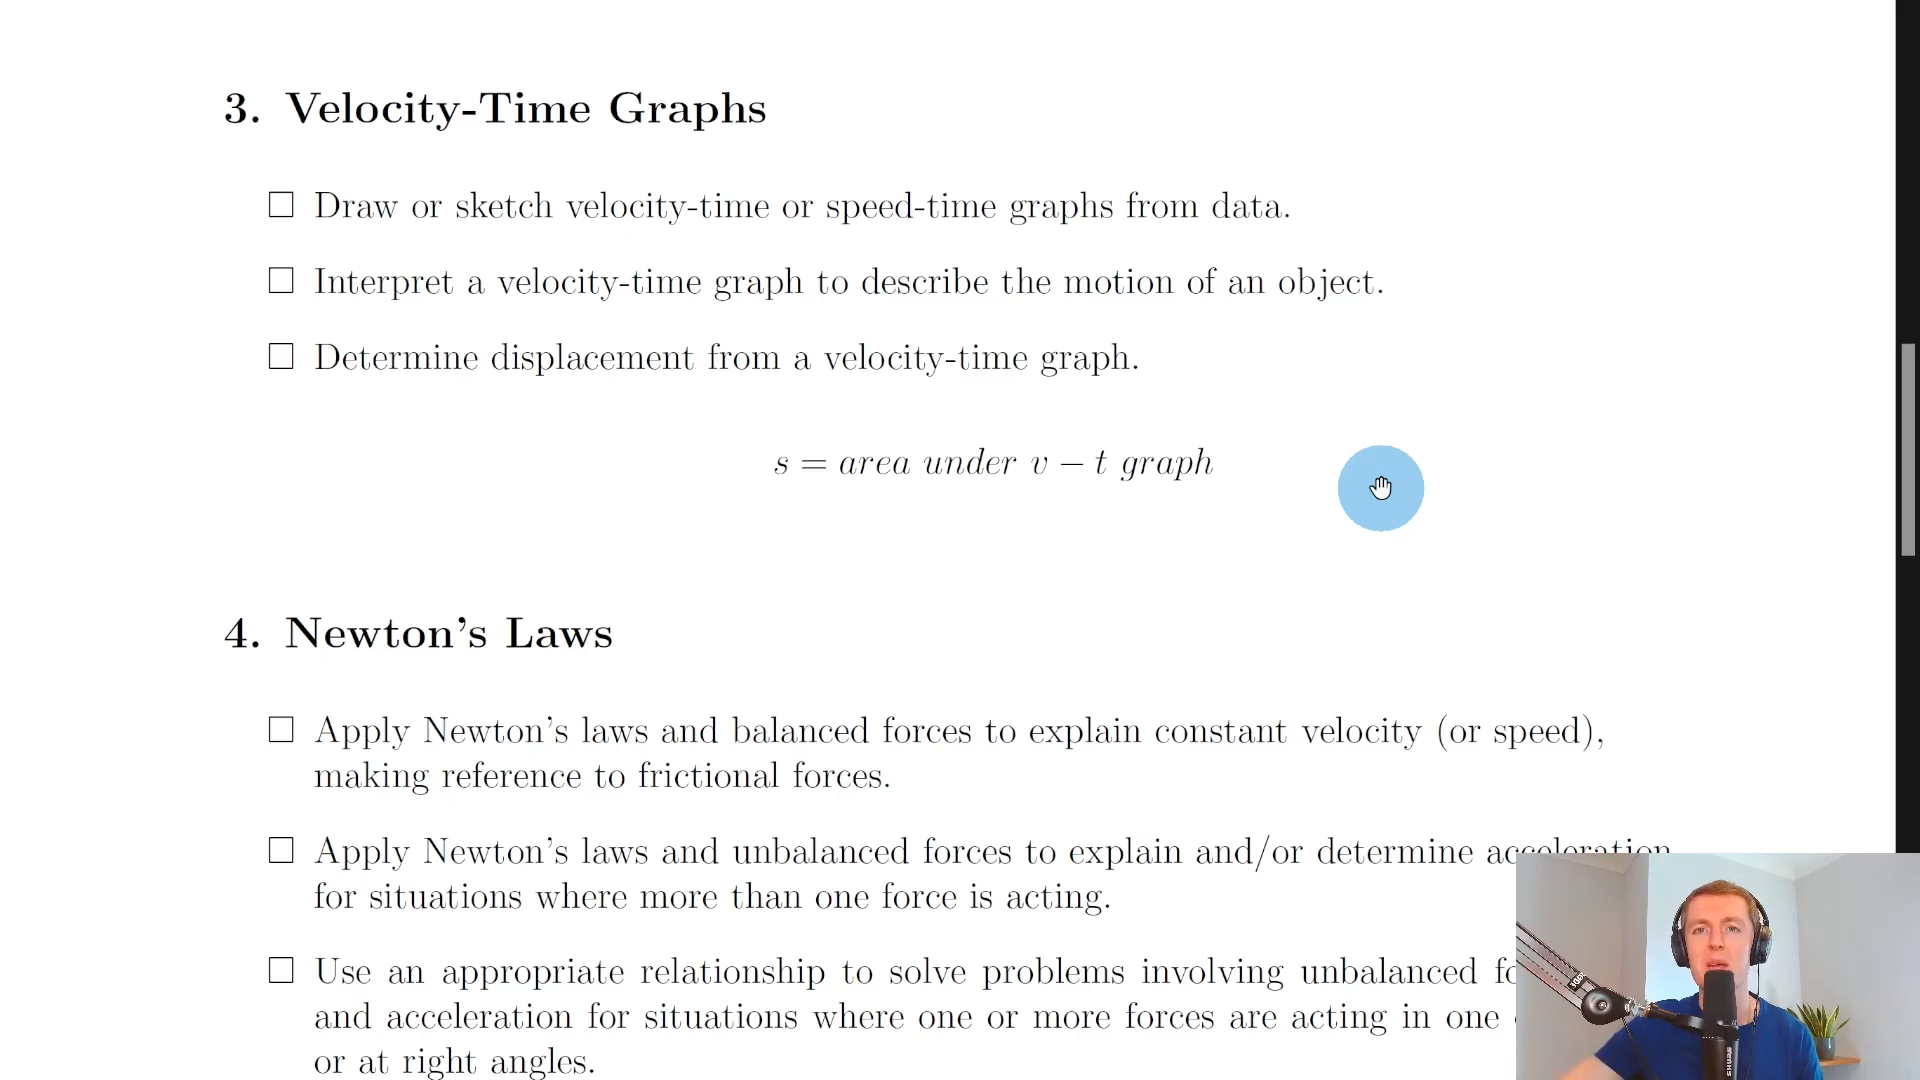 3. Velocity-Time Graphs
□ Draw or sketch velocity-time or speed-time graphs from data.
□ Interpret a velocity-time graph to describe the motion of an object.
□ Determine displacement from a velocity-time graph.
s = area under v − t graph
4. Newton's Laws
□ Apply Newton's laws and balanced forces to explain constant velocity (or speed),
making reference to frictional forces.
□ Apply Newton's laws and unbalanced forces to explain and/or determine acceleration
for situations where more than one force is acting.
□ Use an appropriate relationship to solve problems involving unbalanced fo
and acceleration for situations where one or more forces are acting in one
or at right angles.